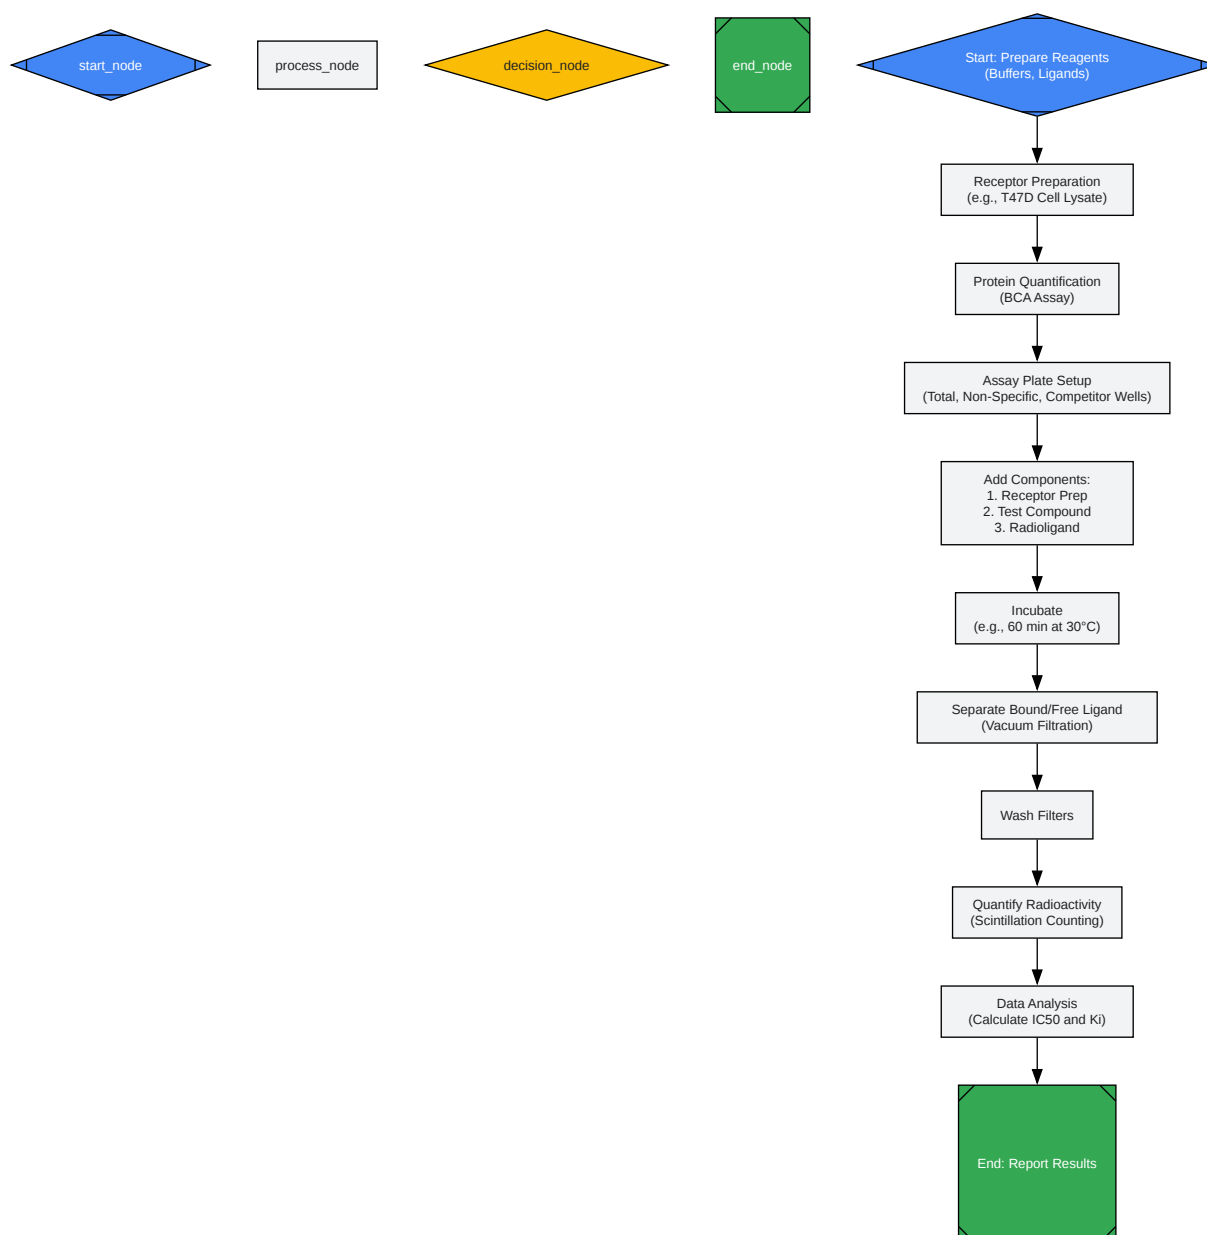 start_node
process_node
decision_node
end_node
Start: Prepare Reagents
(Buffers, Ligands)
Receptor Preparation
(e.g., T47D Cell Lysate)
Protein Quantification
(BCA Assay)
Assay Plate Setup
(Total, Non-Specific, Competitor Wells)
Add Components:
1. Receptor Prep
2. Test Compound
3. Radioligand
Incubate
(e.g., 60 min at 30°C)
Separate Bound/Free Ligand
(Vacuum Filtration)
Wash Filters
Quantify Radioactivity
(Scintillation Counting)
Data Analysis
(Calculate IC50 and Ki)
End: Report Results